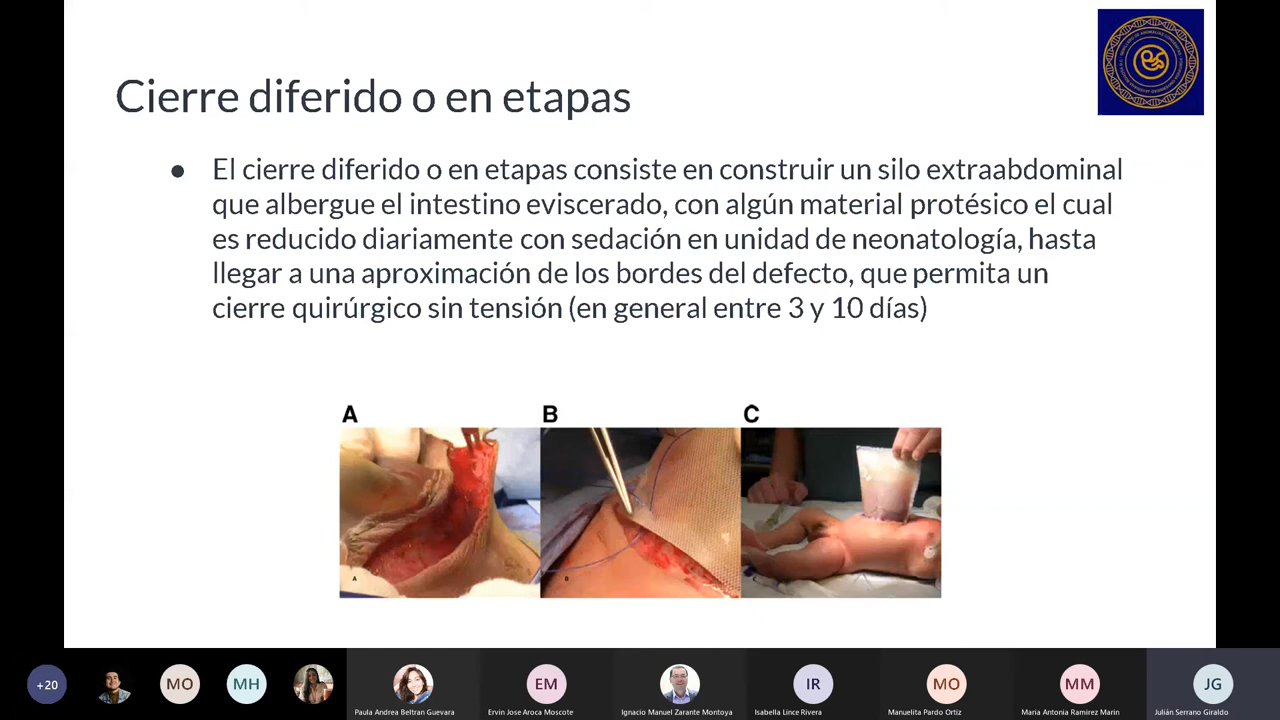 Cierre diferido o en etapas
● El cierre diferido o en etapas consiste en construir un silo extraabdominal
que albergue el intestino eviscerado, con algún material protésico el cual
es reducido diariamente con sedación en unidad de neonatología, hasta
llegar a una aproximación de los bordes del defecto, que permita un
cierre quirúrgico sin tensión (en general entre 3 y 10 días)
A B C
A B
+20 MO MH EM IR MO MM JG
Paula Andrea Beltran Guevara Ervin Jose Aroca Moscote Ignacio Manuel Zarante Montoya Isabella Lince Rivera Manuelita Pardo Ortiz Maria Antonia Ramirez Marin Julián Serrano Giraldo